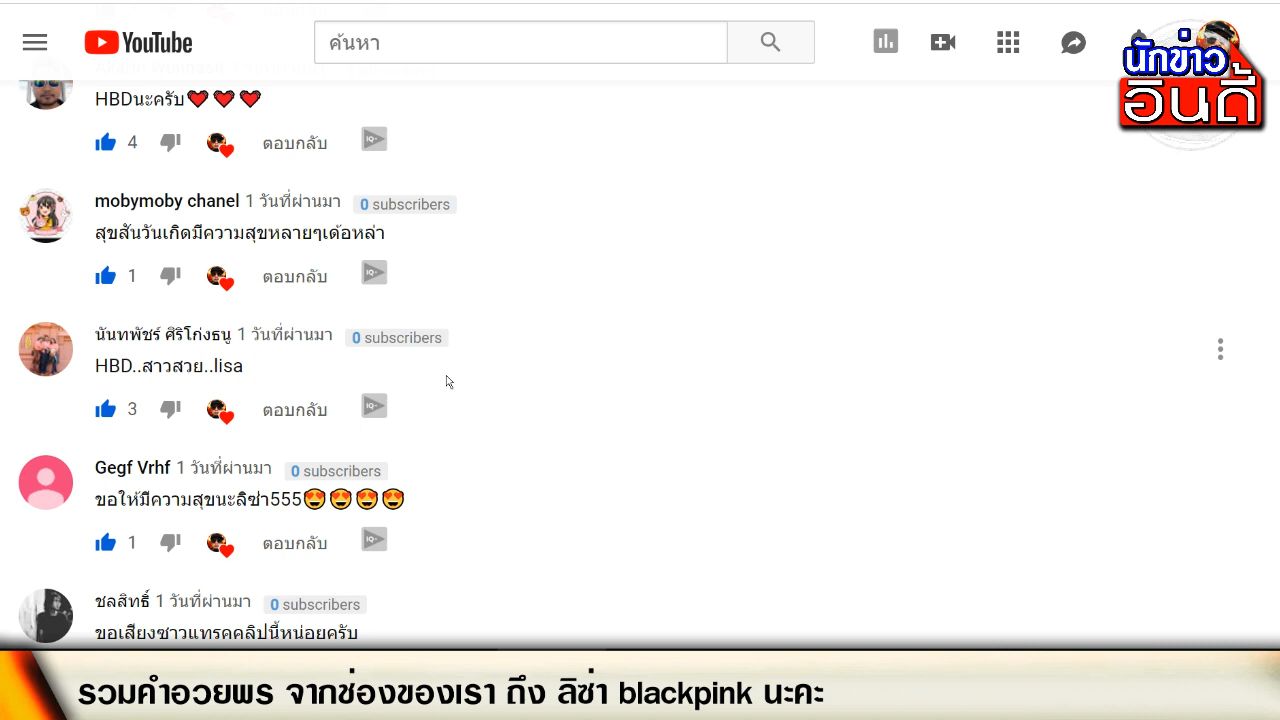 YouTube
ค้นหา
นักข่าว
อินดี้
HBDนะครับ
4
ตอบกลับ
IQ
mobymoby chanel 1 วันที่ผ่านมา 0 subscribers
สุขสันวันเกิดมีความสุขหลายๆเด้อหล่า
1
ตอบกลับ
IQ
นันทพัชร์ ศิริโก่งธนู 1 วันที่ผ่านมา 0 subscribers
HBD..สาวสวย..lisa
3
ตอบกลับ
IQ
Gegf Vrhf 1 วันที่ผ่านมา 0 subscribers
ขอให้มีความสุขนะลิซ่า555😍😍😍😍
1
ตอบกลับ
IQ
ชลสิทธิ์ 1 วันที่ผ่านมา 0 subscribers
ขอเสียงซาวแทรคคลิปนี้หน่อยครับ
รวมคำอวยพร จากช่องของเรา ถึง ลิซ่า blackpink นะคะ